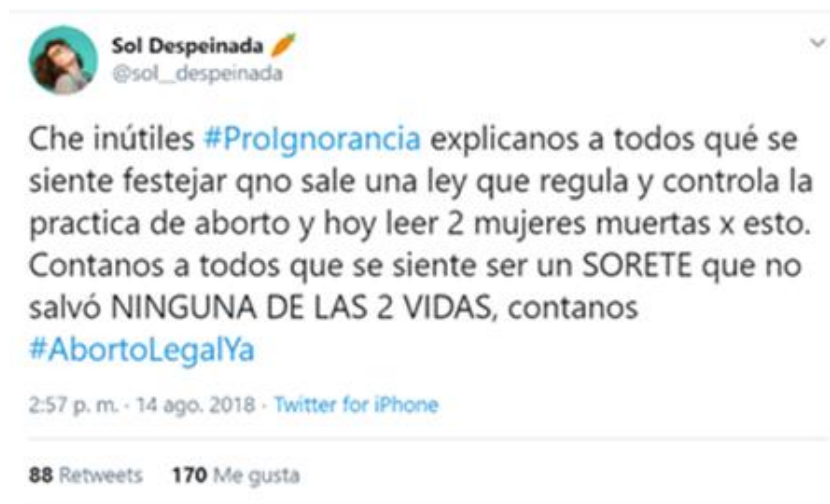 Sol Despeinada 🥕
@sol__despeinada
Che inútiles #ProIgnorancia explicanos a todos qué se
siente festejar qno sale una ley que regula y controla la
practica de aborto y hoy leer 2 mujeres muertas x esto.
Contanos a todos que se siente ser un SORETE que no
salvó NINGUNA DE LAS 2 VIDAS, contanos
#AbortoLegalYa
2:57 p. m. · 14 ago. 2018 · Twitter for iPhone
88 Retweets 170 Me gusta